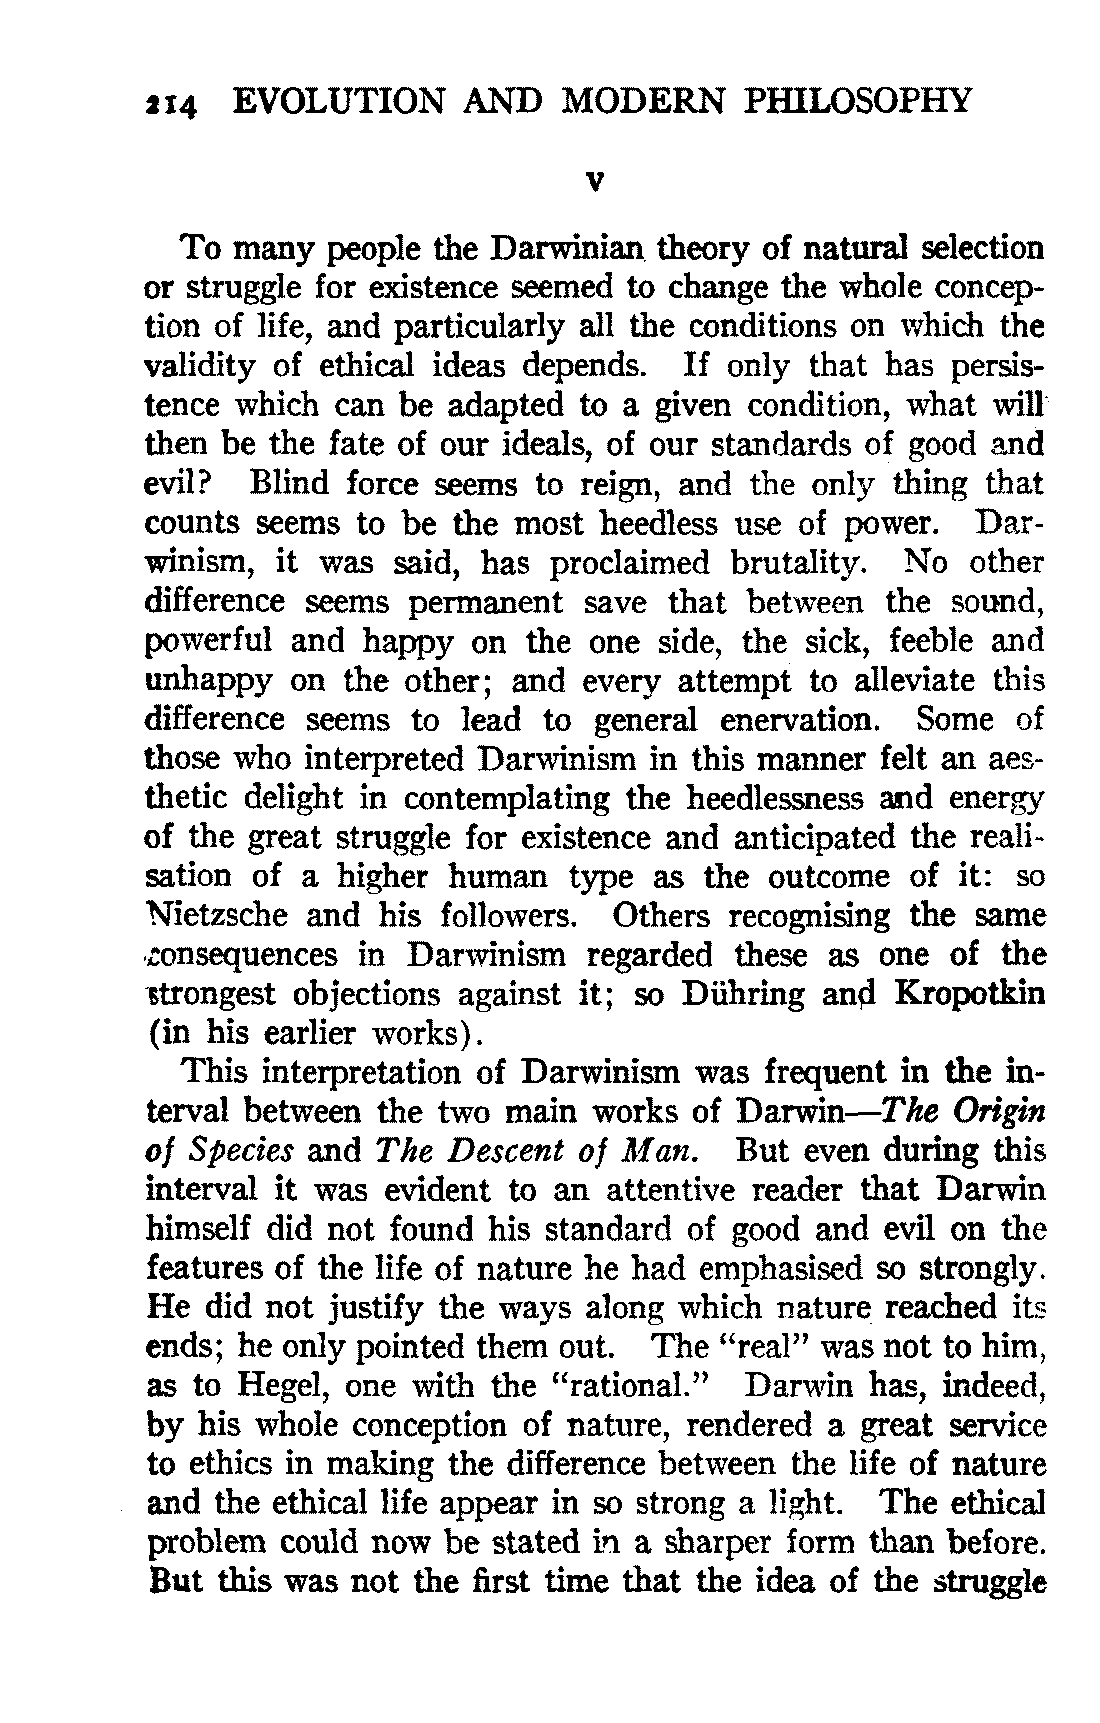 214 EVOLUTION AND MODERN PHILOSOPHY
V
To many people the Darwinian theory of natural selection
or struggle for existence seemed to change the whole concep-
tion of life, and particularly all the conditions on which the
validity of ethical ideas depends. If only that has persis-
tence which can be adapted to a given condition, what will
then be the fate of our ideals, of our standards of good and
evil? Blind force seems to reign, and the only thing that
counts seems to be the most heedless use of power. Dar-
winism, it was said, has proclaimed brutality. No other
difference seems permanent save that between the sound,
powerful and happy on the one side, the sick, feeble and
unhappy on the other; and every attempt to alleviate this
difference seems to lead to general enervation. Some of
those who interpreted Darwinism in this manner felt an aes-
thetic delight in contemplating the heedlessness and energy
of the great struggle for existence and anticipated the reali-
sation of a higher human type as the outcome of it: so
Nietzsche and his followers. Others recognising the same
consequences in Darwinism regarded these as one of the
strongest objections against it; so Dühring and Kropotkin
(in his earlier works).
This interpretation of Darwinism was frequent in the in-
terval between the two main works of Darwin—The Origin
of Species and The Descent of Man. But even during this
interval it was evident to an attentive reader that Darwin
himself did not found his standard of good and evil on the
features of the life of nature he had emphasised so strongly.
He did not justify the ways along which nature reached its
ends; he only pointed them out. The “real” was not to him,
as to Hegel, one with the “rational.” Darwin has, indeed,
by his whole conception of nature, rendered a great service
to ethics in making the difference between the life of nature
and the ethical life appear in so strong a light. The ethical
problem could now be stated in a sharper form than before.
But this was not the first time that the idea of the struggle